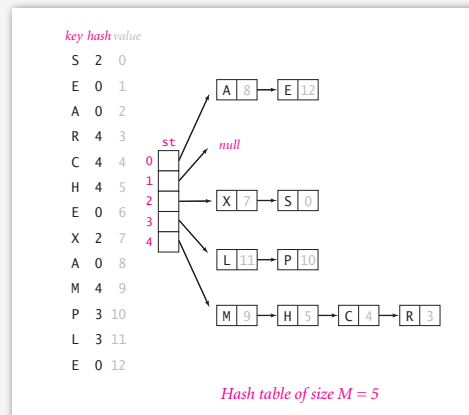 key hash value
S 2 0
E 0 1
A 0 2
R 4 3
C 4 4
H 4 5
E 0 6
X 2 7
A 0 8
M 4 9
P 3 10
L 3 11
E 0 12
st
0
1
2
3
4
A 8 E 12
null
X 7 S 0
L 11 P 10
M 9 H 5 C 4 R 3
Hash table of size M = 5